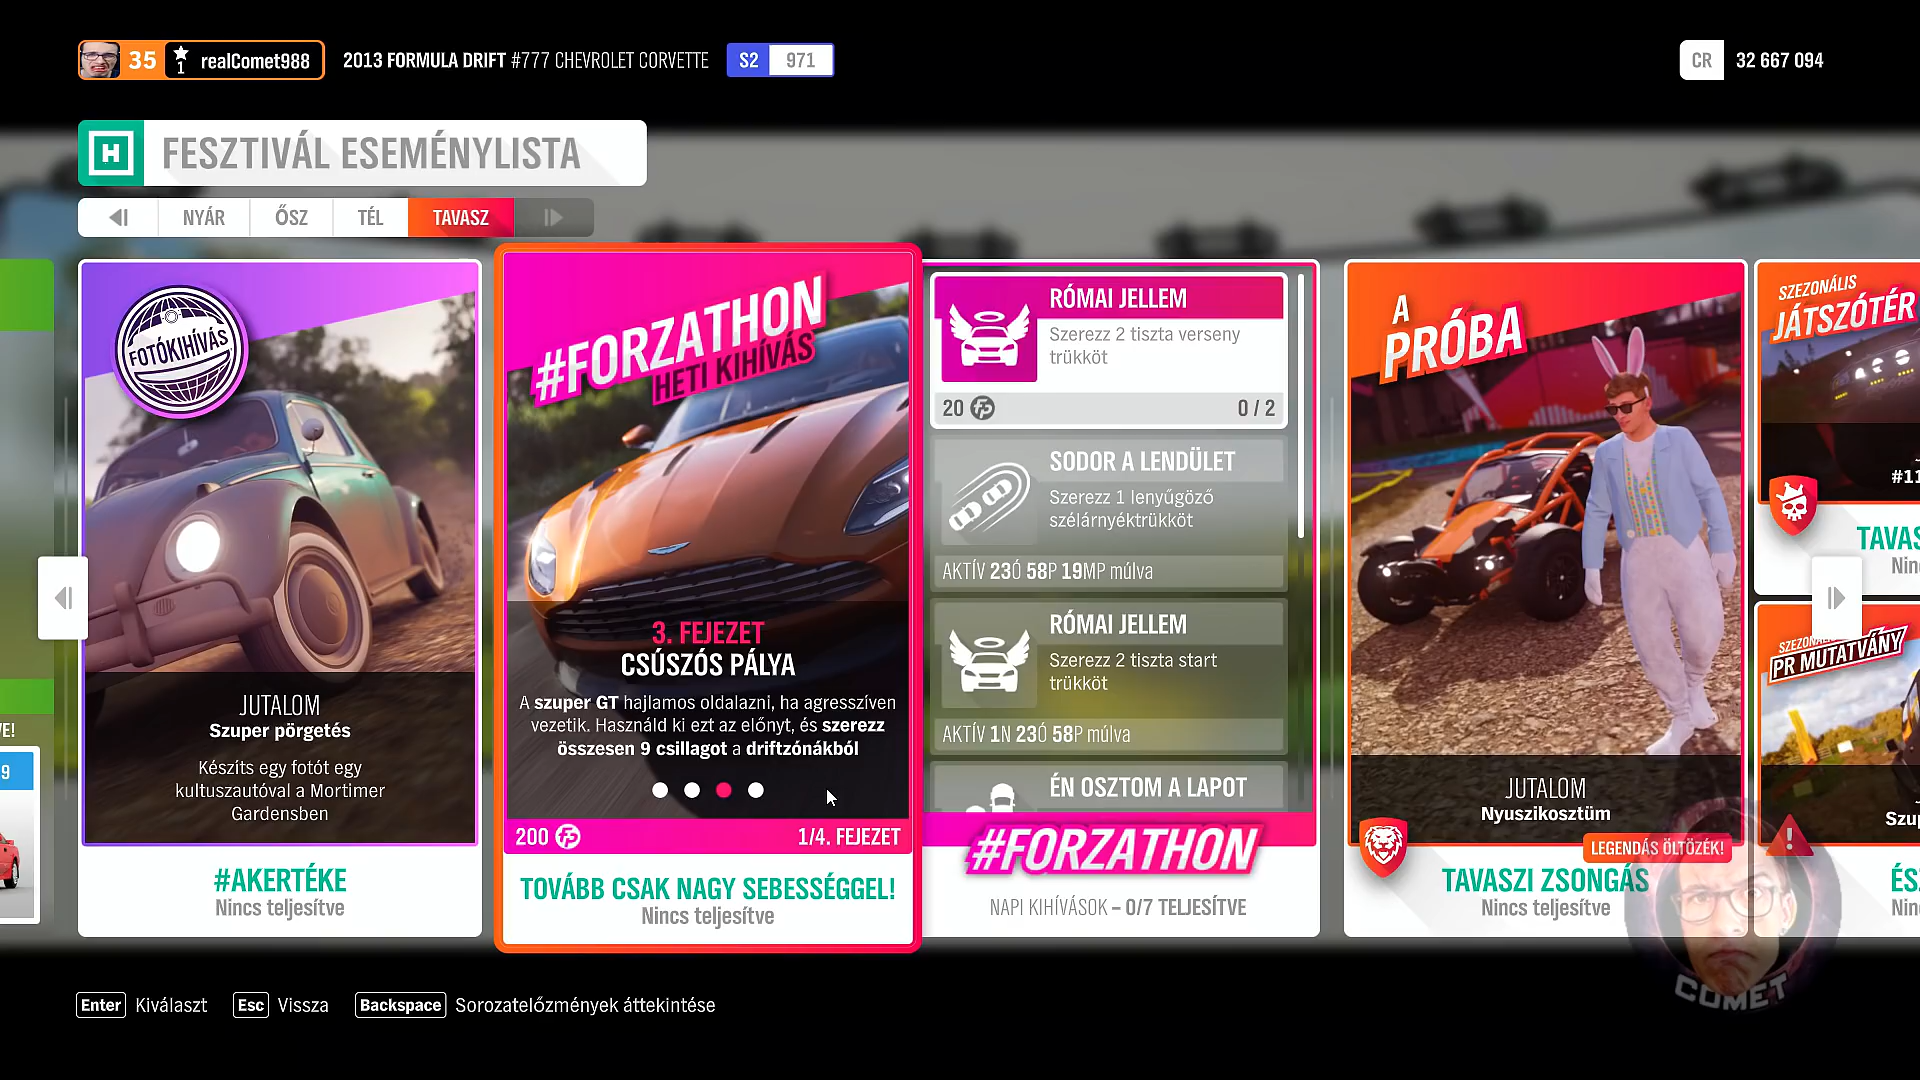 35
1
realComet988
2013 FORMULA DRIFT #777 CHEVROLET CORVETTE
S2
971
CR
32 667 094
H
FESZTIVÁL ESEMÉNYLISTA
NYÁR
ŐSZ
TÉL
TAVASZ
FOTÓKIHÍVÁS
JUTALOM
Szuper pörgetés
Készíts egy fotót egy
kultuszautóval a Mortimer
Gardensben
#AKERTÉKE
Nincs teljesítve
9
#FORZATHON
HETI KIHÍVÁS
3. FEJEZET
CSÚSZÓS PÁLYA
A szuper GT hajlamos oldalazni, ha agresszíven
vezetik. Használd ki ezt az előnyt, és szerezz
összesen 9 csillagot a driftzónákból
200
1/4. FEJEZET
TOVÁBB CSAK NAGY SEBESSÉGGEL!
Nincs teljesítve
RÓMAI JELLEM
Szerezz 2 tiszta verseny
trükköt
20
0 / 2
SODOR A LENDÜLET
Szerezz 1 lenyűgöző
szélárnyéktrükköt
AKTÍV 23Ó 58P 19MP múlva
RÓMAI JELLEM
Szerezz 2 tiszta start
trükköt
AKTÍV 1N 23Ó 58P múlva
ÉN OSZTOM A LAPOT
#FORZATHON
NAPI KIHÍVÁSOK – 0/7 TELJESÍTVE
A
PRÓBA
JUTALOM
Nyuszikosztüm
LEGENDÁS ÖLTÖZÉK!
TAVASZI ZSONGÁS
Nincs teljesítve
SZEZONÁLIS
JÁTSZÓTÉR
#11
TAVAS
PR MUTATVÁNY
COMET
Enter Kiválaszt
Esc Vissza
Backspace Sorozatelőzmények áttekintése